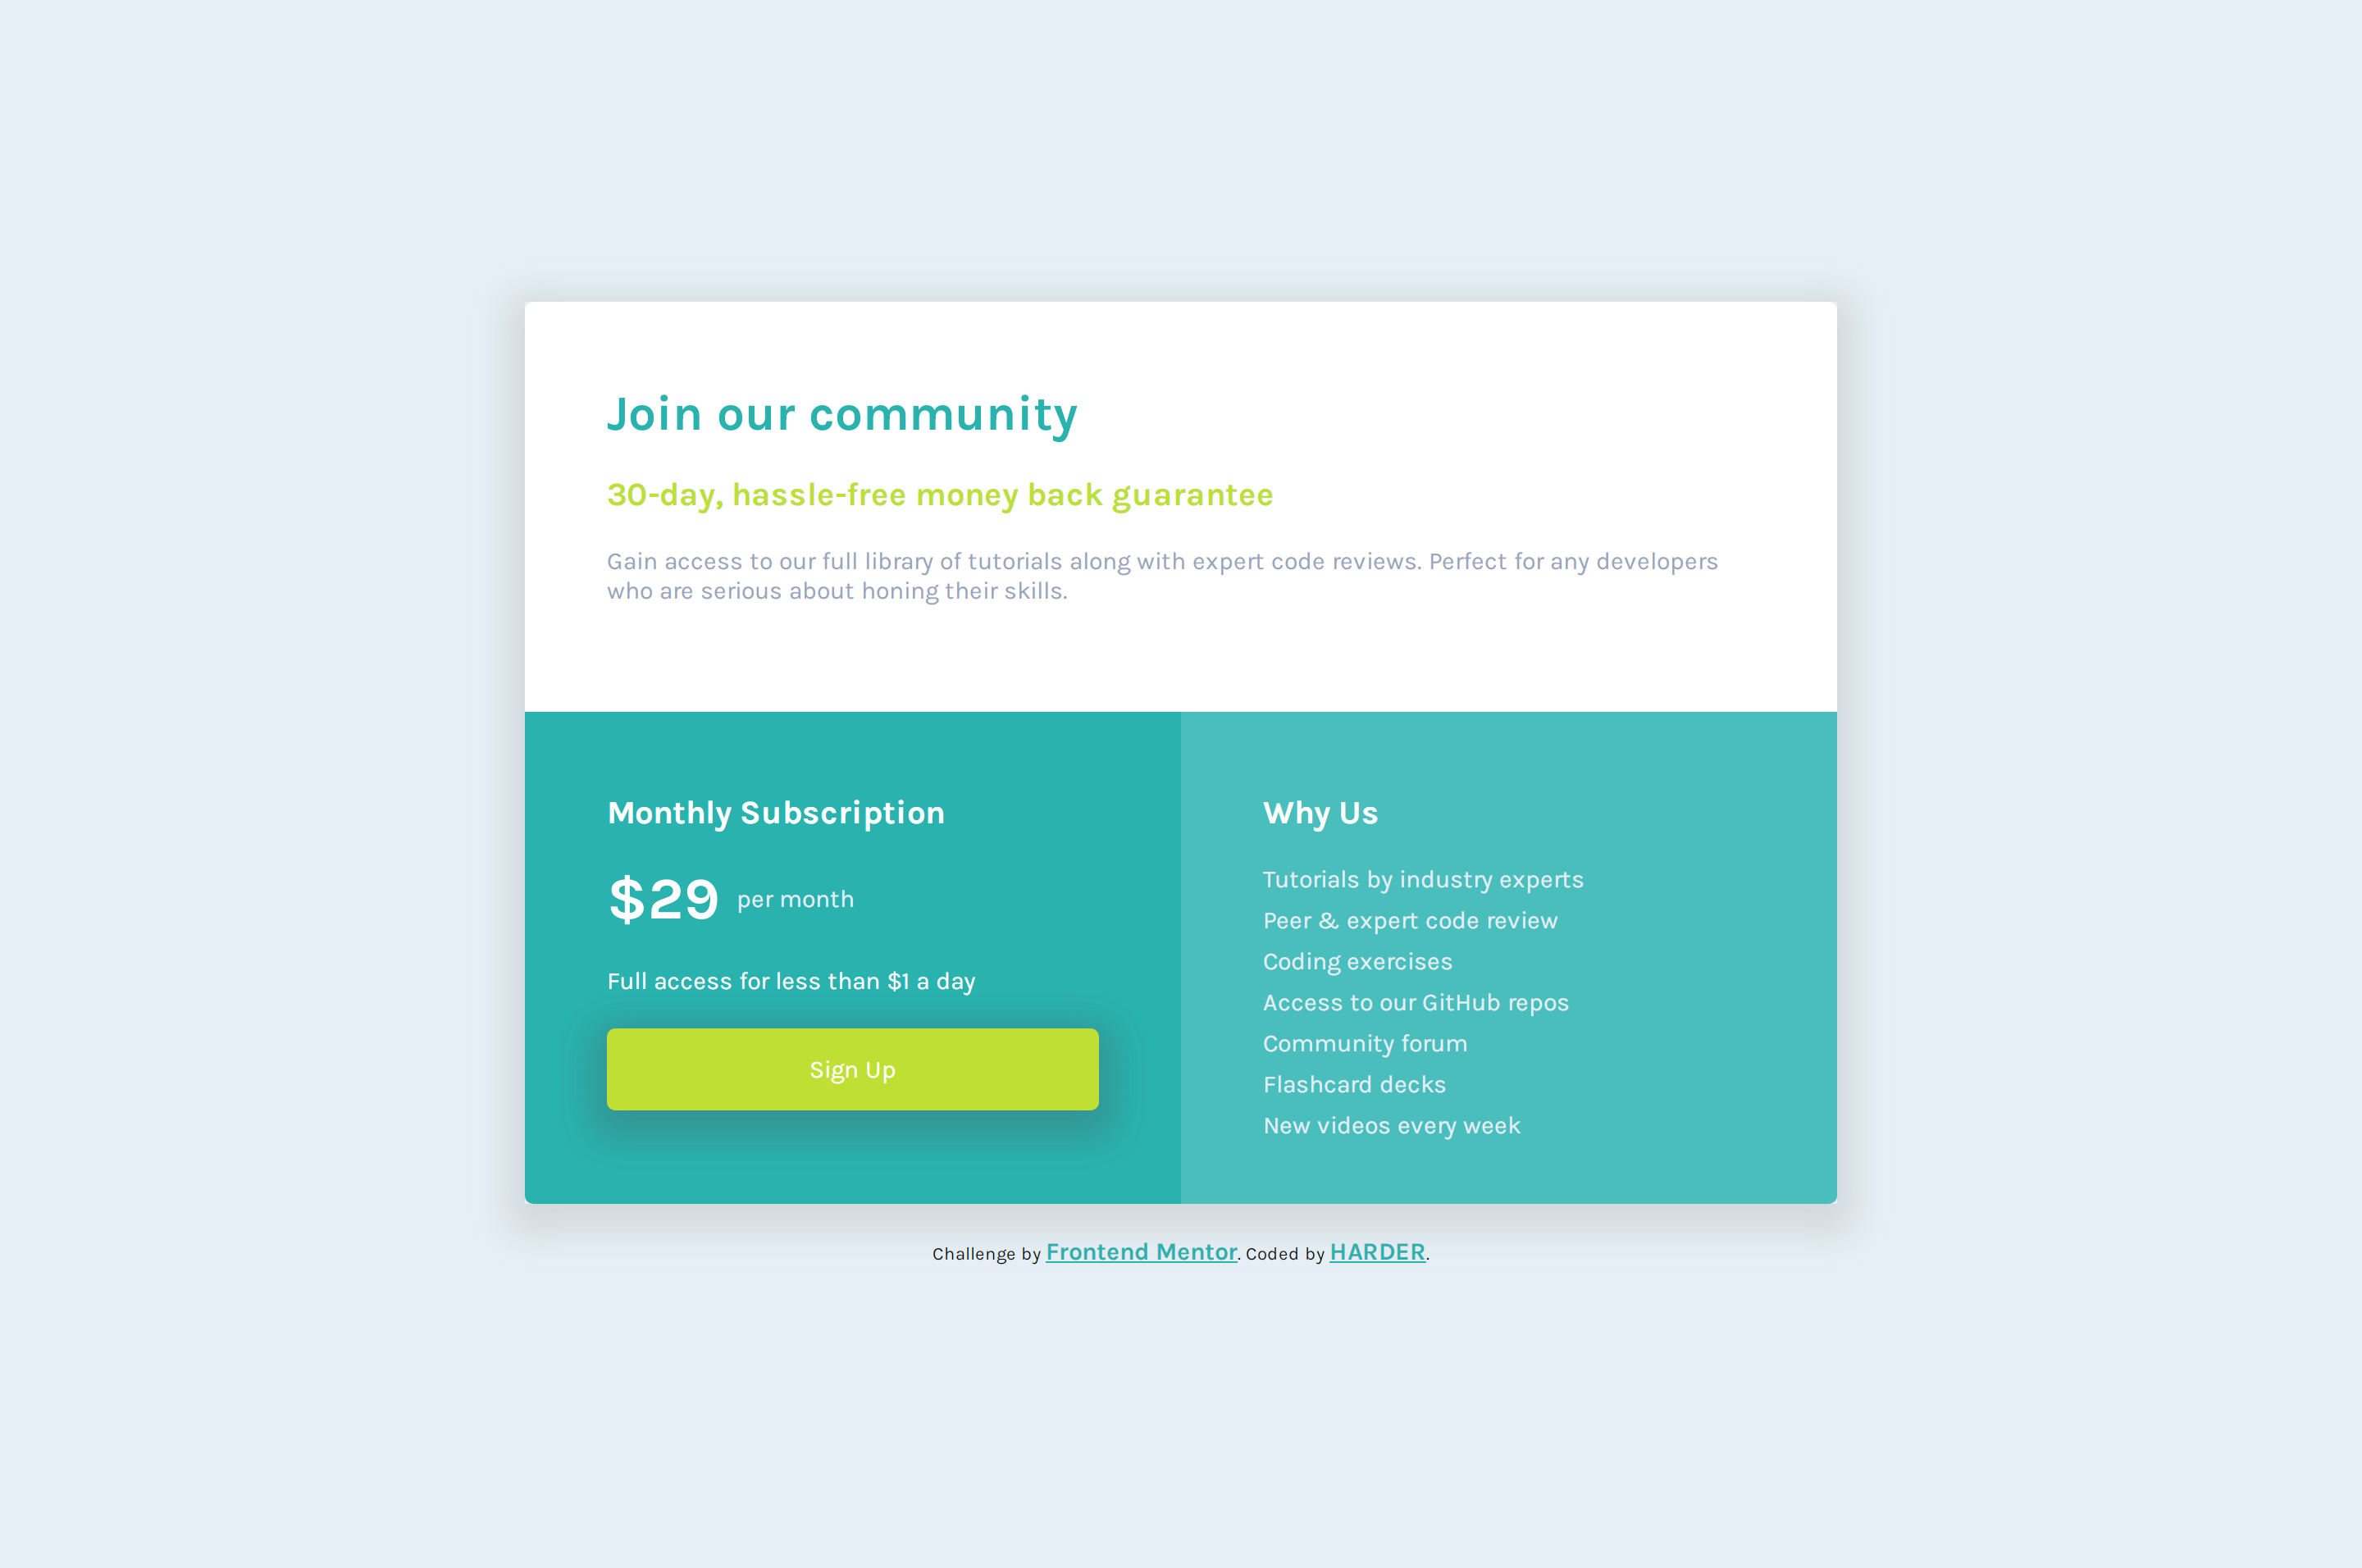 Join our community
30-day, hassle-free money back guarantee
Gain access to our full library of tutorials along with expert code reviews. Perfect for any developers
who are serious about honing their skills.
Monthly Subscription
$29 per month
Full access for less than $1 a day
Sign Up
Why Us
Tutorials by industry experts
Peer & expert code review
Coding exercises
Access to our GitHub repos
Community forum
Flashcard decks
New videos every week
Challenge by Frontend Mentor. Coded by HARDER.